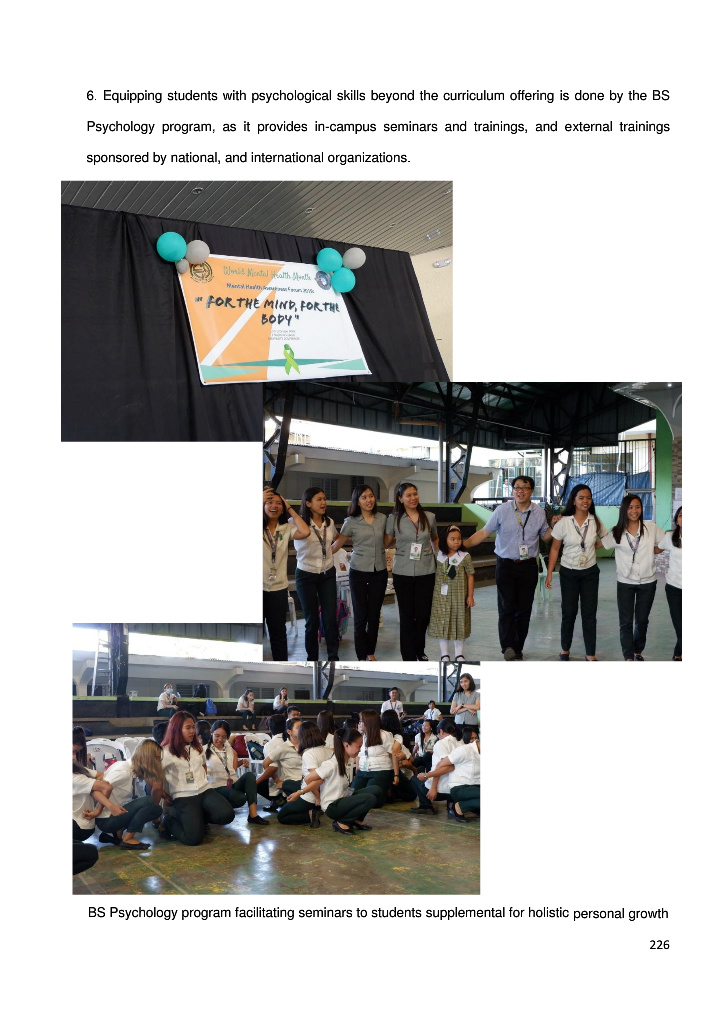 6. Equipping students with psychological skills beyond the curriculum offering is done by the BS
Psychology program, as it provides in-campus seminars and trainings, and external trainings
sponsored by national, and international organizations.
World Mental Health Month
Mental Health Awareness Forum 2019:
" FOR THE MIND, FOR THE
BODY "
BS Psychology program facilitating seminars to students supplemental for holistic personal growth
226